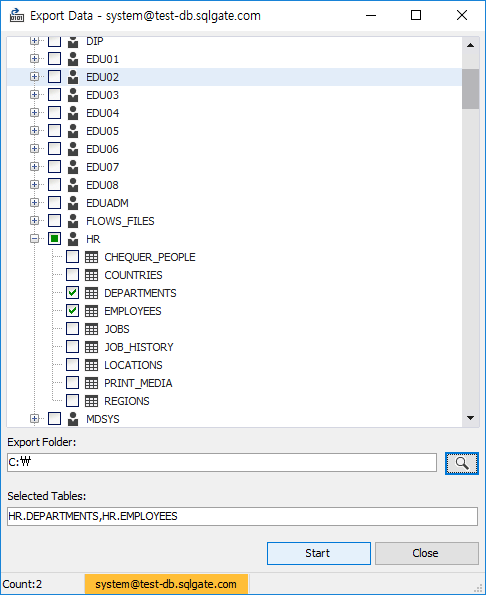 Export Data - system@test-db.sqlgate.com
DIP
EDU01
EDU02
EDU03
EDU04
EDU05
EDU06
EDU07
EDU08
EDUADM
FLOWS_FILES
HR
CHEQUER_PEOPLE
COUNTRIES
DEPARTMENTS
EMPLOYEES
JOBS
JOB_HISTORY
LOCATIONS
PRINT_MEDIA
REGIONS
MDSYS
Export Folder:
C:₩
Selected Tables:
HR.DEPARTMENTS,HR.EMPLOYEES
Start Close
Count:2 system@test-db.sqlgate.com